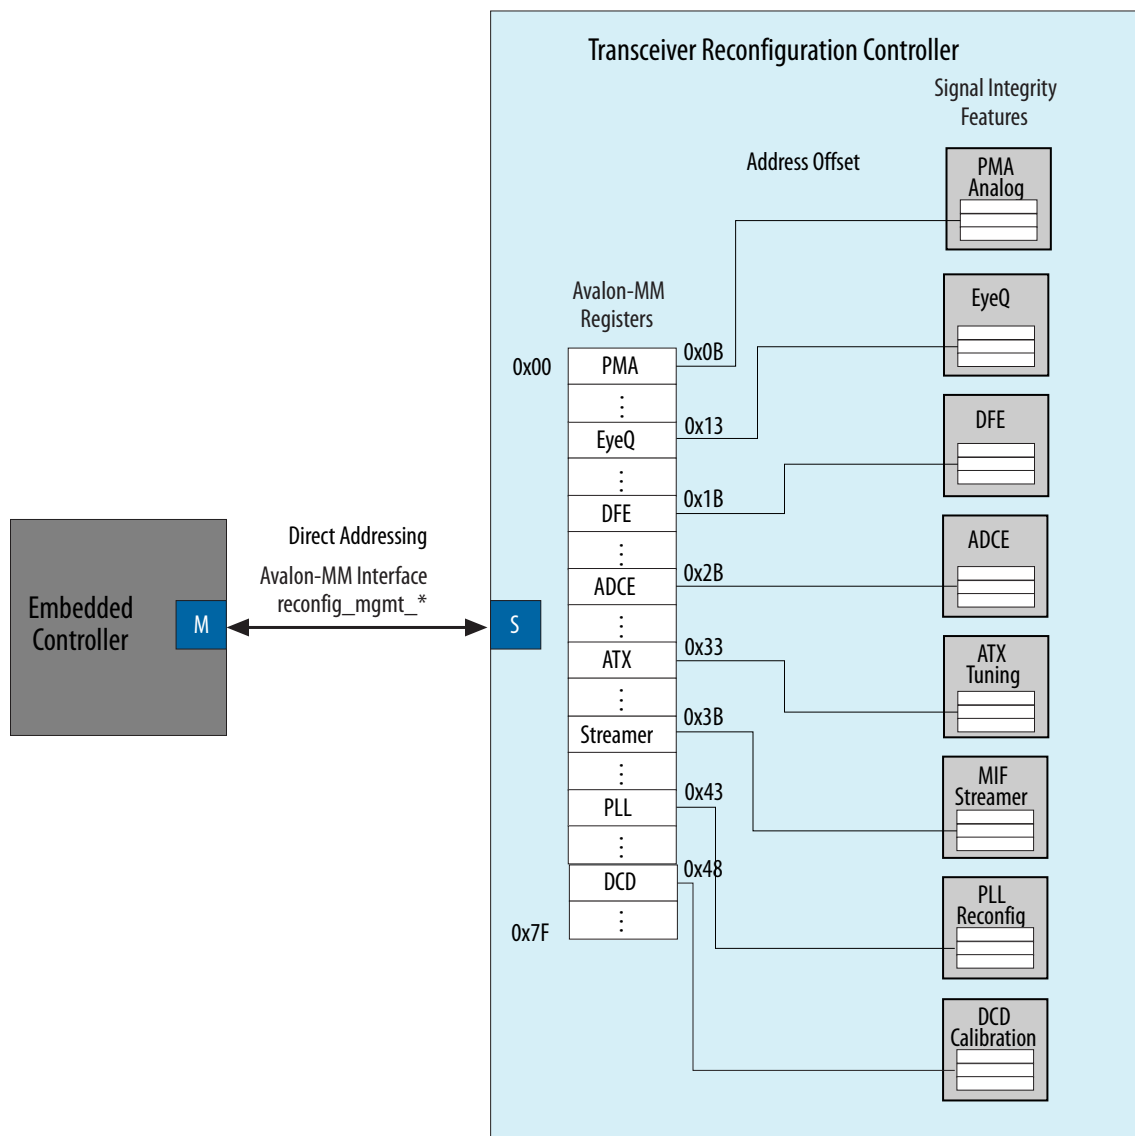 Transceiver Reconfiguration Controller
Signal Integrity
Features
Address Offset
PMA
Analog
EyeQ
DFE
ADCE
ATX
Tuning
MIF
Streamer
PLL
Reconfig
DCD
Calibration
Avalon-MM
Registers
0x00
PMA
0x0B
⋮
EyeQ
0x13
⋮
DFE
0x1B
⋮
ADCE
0x2B
⋮
ATX
0x33
⋮
Streamer
0x3B
⋮
PLL
0x43
⋮
DCD
0x48
⋮
0x7F
Direct Addressing
Avalon-MM Interface
reconfig_mgmt_*
Embedded
Controller
M
S